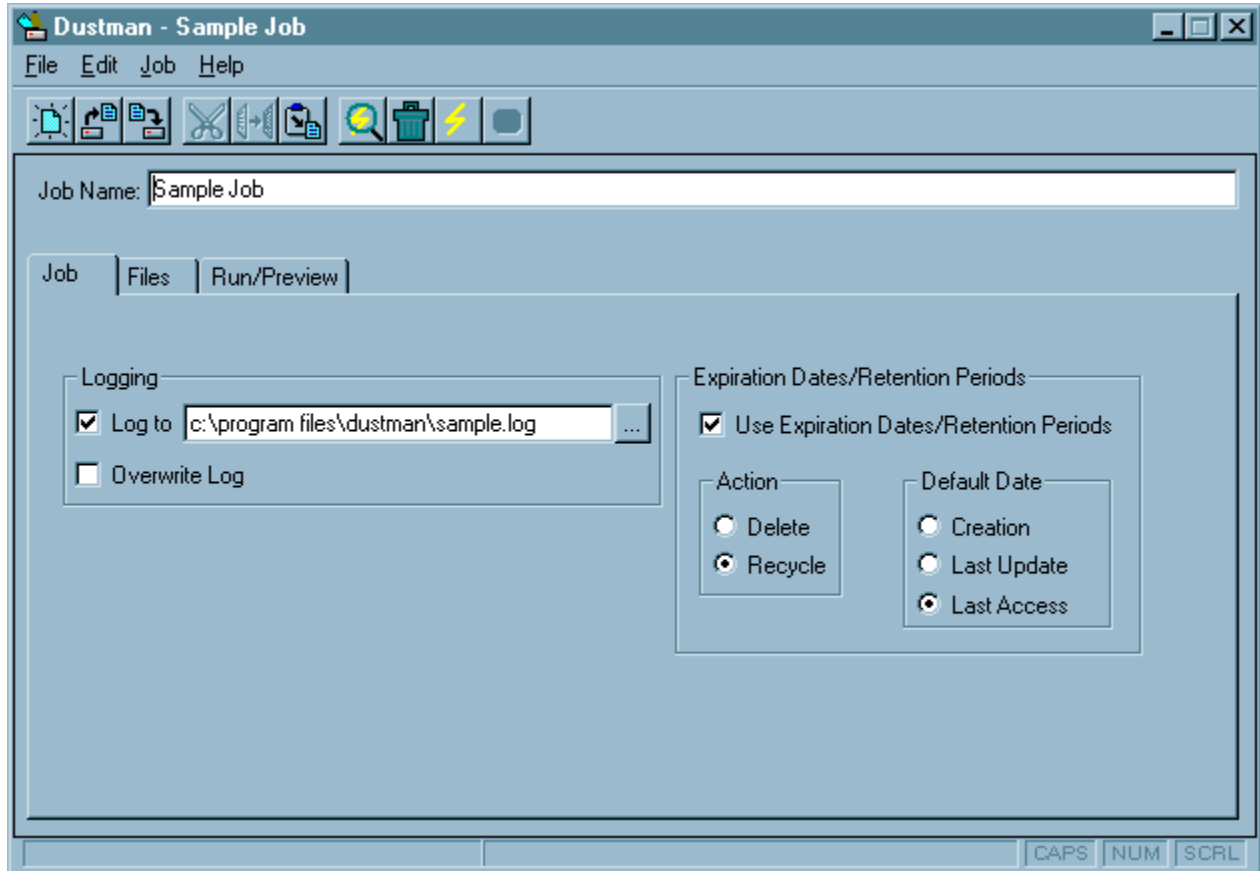 Dustman - Sample Job
File Edit Job Help
Job Name: Sample Job
Job Files Run/Preview
Logging
Log to c:\program files\dustman\sample.log ...
Overwrite Log
Expiration Dates/Retention Periods
Use Expiration Dates/Retention Periods
Action
Delete
Recycle
Default Date
Creation
Last Update
Last Access
CAPS NUM SCRL